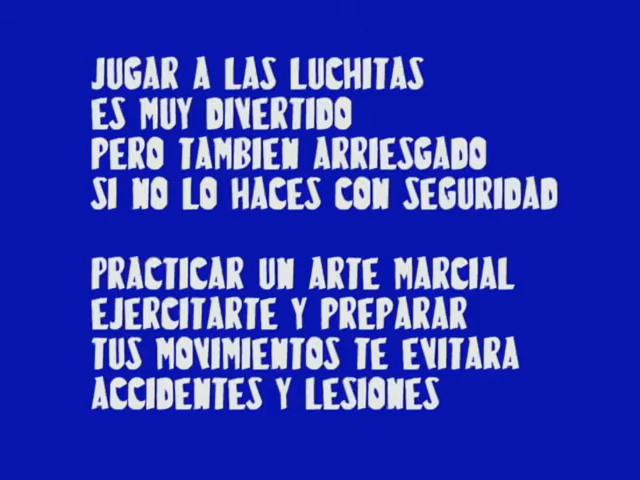 JUGAR A LAS LUCHITAS
ES MUY DIVERTIDO
PERO TAMBIEN ARRIESGADO
SI NO LO HACES CON SEGURIDAD
PRACTICAR UN ARTE MARCIAL
EJERCITARTE Y PREPARAR
TUS MOVIMIENTOS TE EVITARA
ACCIDENTES Y LESIONES